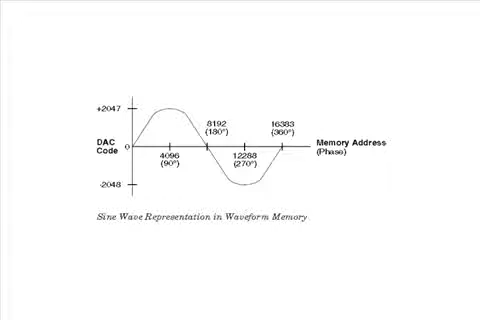 +2047
8192
(180°)
16383
(360°)
DAC
Code
0
Memory Address
(Phase)
4096
(90°)
12288
(270°)
-2048
Sine Wave Representation in Waveform Memory